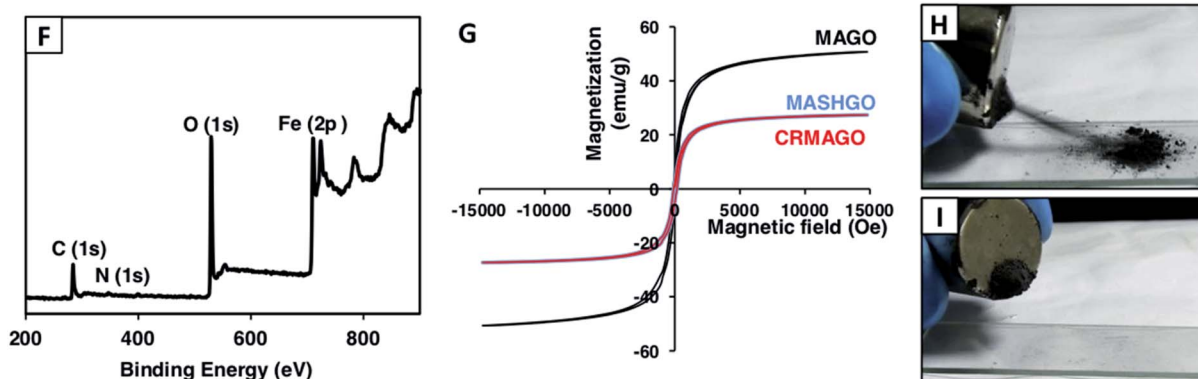 F
O (1s)
Fe (2p)
C (1s)
N (1s)
200 400 600 800
Binding Energy (eV)
G
Magnetization
(emu/g)
60
40
20
0
-20
-40
-60
-15000 -10000 -5000 0 5000 10000 15000
Magnetic field (Oe)
MAGO
MASHGO
CRMAGO
H
I